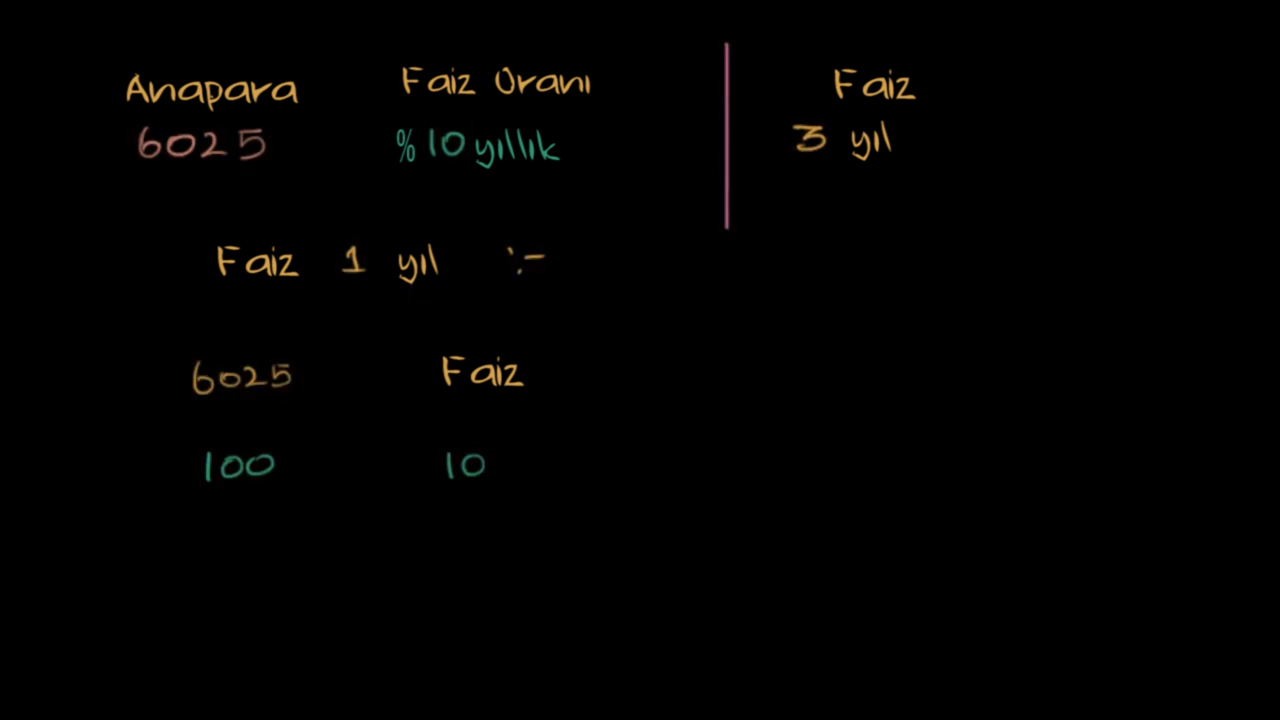 Anapara Faiz Oranı
6025 %10 yıllık
Faiz
3 yıl
Faiz 1 yıl :-
6025 Faiz
100 10